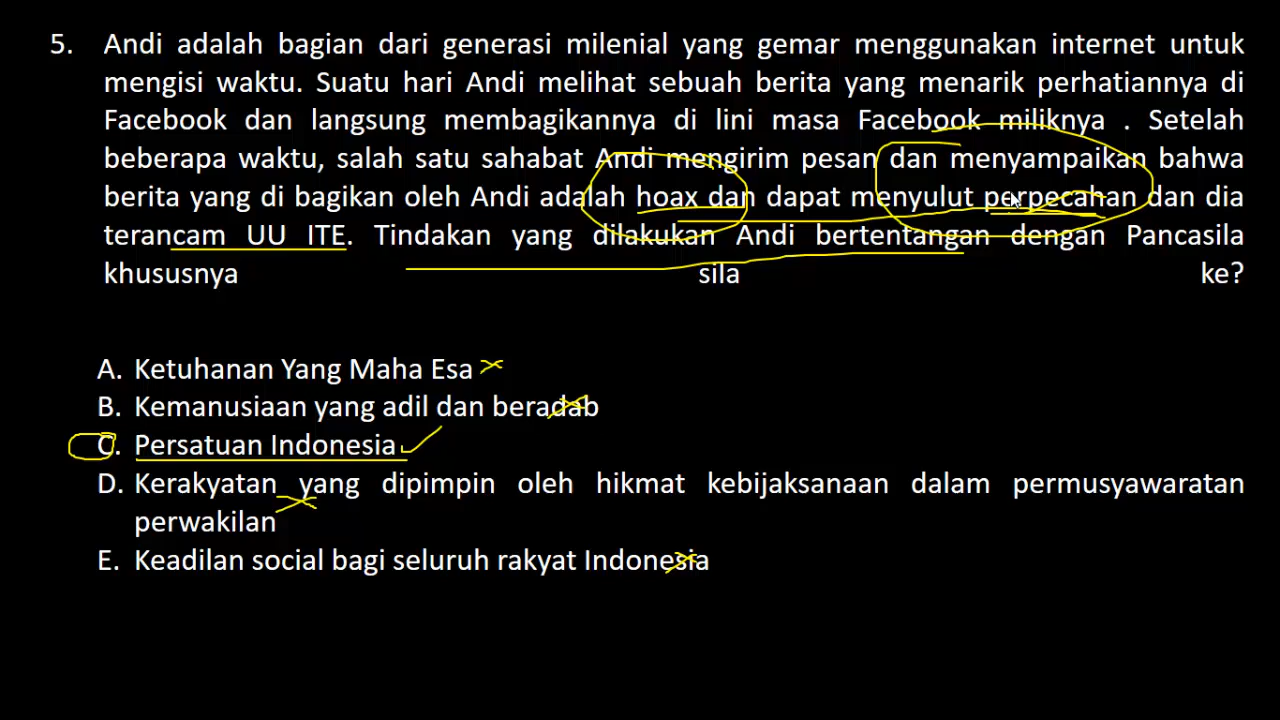 5. Andi adalah bagian dari generasi milenial yang gemar menggunakan internet untuk
mengisi waktu. Suatu hari Andi melihat sebuah berita yang menarik perhatiannya di
Facebook dan langsung membagikannya di lini masa Facebook miliknya . Setelah
beberapa waktu, salah satu sahabat Andi mengirim pesan dan menyampaikan bahwa
berita yang di bagikan oleh Andi adalah hoax dan dapat menyulut perpecahan dan dia
terancam UU ITE. Tindakan yang dilakukan Andi bertentangan dengan Pancasila
khususnya sila ke?
A. Ketuhanan Yang Maha Esa
B. Kemanusiaan yang adil dan beradab
C. Persatuan Indonesia
D. Kerakyatan yang dipimpin oleh hikmat kebijaksanaan dalam permusyawaratan
perwakilan
E. Keadilan social bagi seluruh rakyat Indonesia